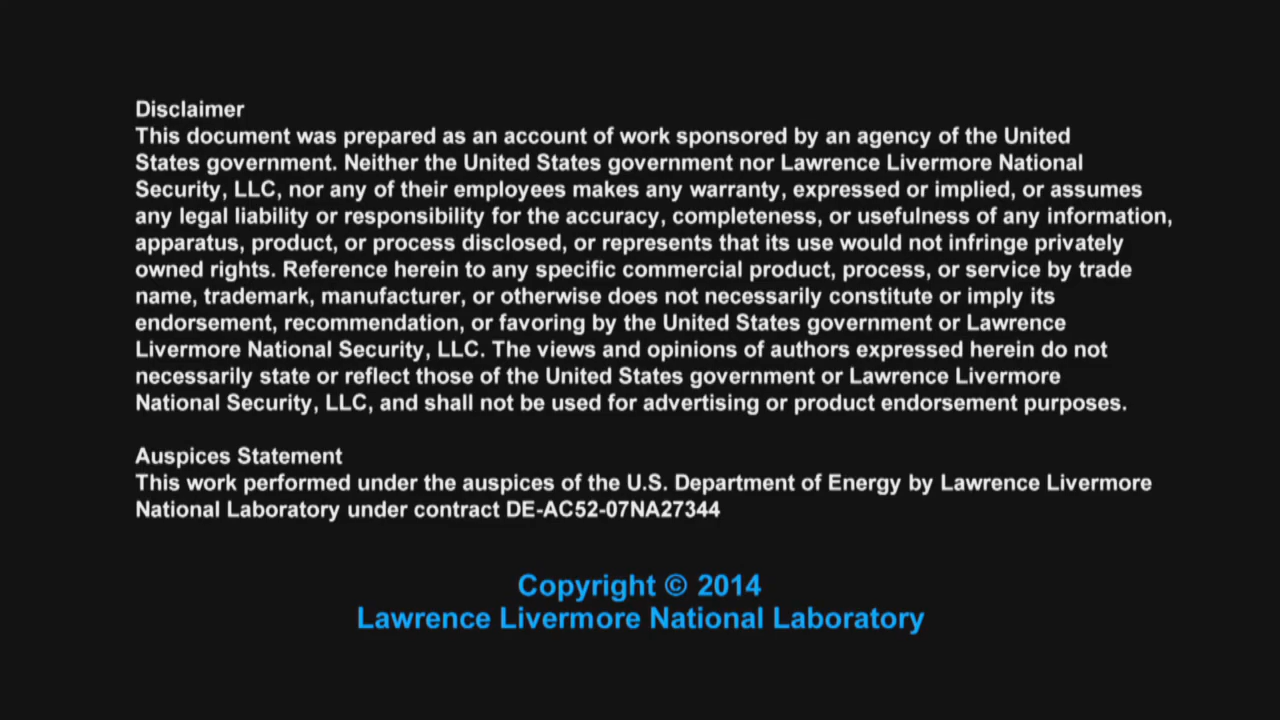 Disclaimer
This document was prepared as an account of work sponsored by an agency of the United
States government. Neither the United States government nor Lawrence Livermore National
Security, LLC, nor any of their employees makes any warranty, expressed or implied, or assumes
any legal liability or responsibility for the accuracy, completeness, or usefulness of any information,
apparatus, product, or process disclosed, or represents that its use would not infringe privately
owned rights. Reference herein to any specific commercial product, process, or service by trade
name, trademark, manufacturer, or otherwise does not necessarily constitute or imply its
endorsement, recommendation, or favoring by the United States government or Lawrence
Livermore National Security, LLC. The views and opinions of authors expressed herein do not
necessarily state or reflect those of the United States government or Lawrence Livermore
National Security, LLC, and shall not be used for advertising or product endorsement purposes.
Auspices Statement
This work performed under the auspices of the U.S. Department of Energy by Lawrence Livermore
National Laboratory under contract DE-AC52-07NA27344
Copyright © 2014
Lawrence Livermore National Laboratory